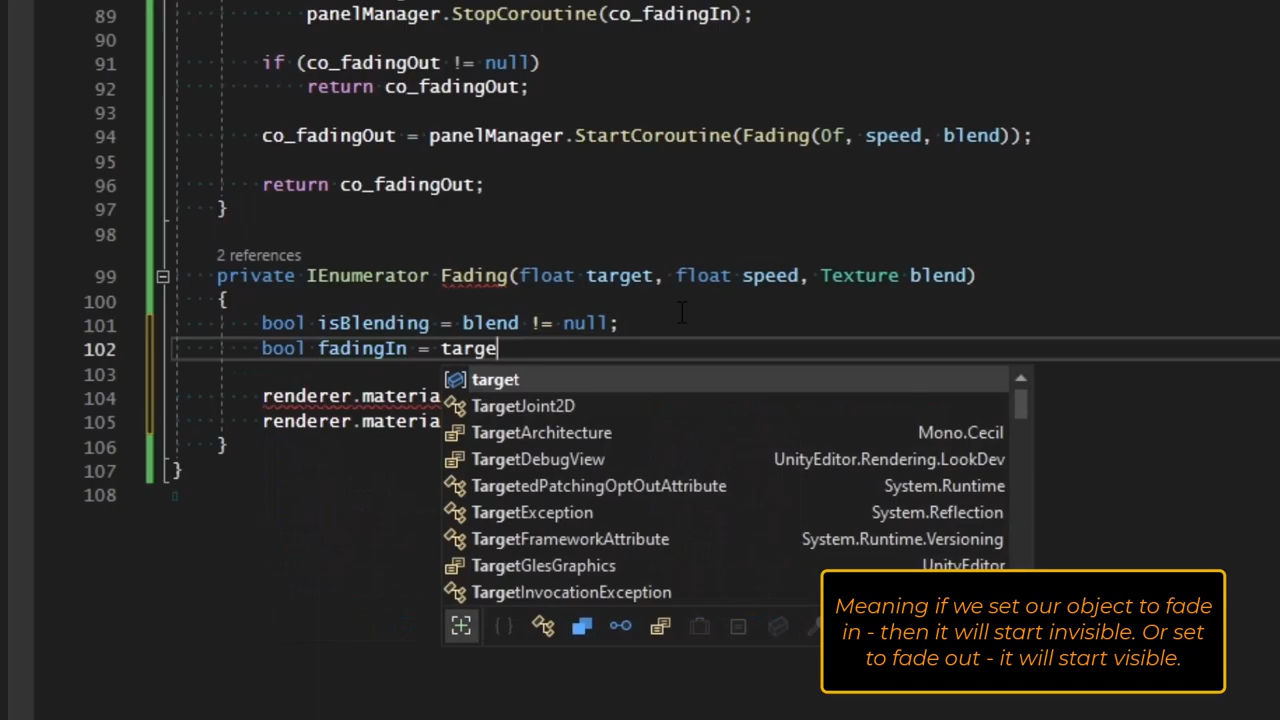 89 panelManager.StopCoroutine(co_fadingIn);
90
91 if (co_fadingOut != null)
92 return co_fadingOut;
93
94 co_fadingOut = panelManager.StartCoroutine(Fading(0f, speed, blend));
95
96 return co_fadingOut;
97 }
98
2 references
99 private IEnumerator Fading(float target, float speed, Texture blend)
100 {
101 bool isBlending = blend != null;
102 bool fadingIn = targe
103
104 renderer.materia
105 renderer.materia
106 }
107 }
108
target
TargetJoint2D
TargetArchitecture Mono.Cecil
TargetDebugView UnityEditor.Rendering.LookDev
TargetedPatchingOptOutAttribute System.Runtime
TargetException System.Reflection
TargetFrameworkAttribute System.Runtime.Versioning
TargetGlesGraphics UnityEditor
TargetInvocationException
Meaning if we set our object to fade
in - then it will start invisible. Or set
to fade out - it will start visible.